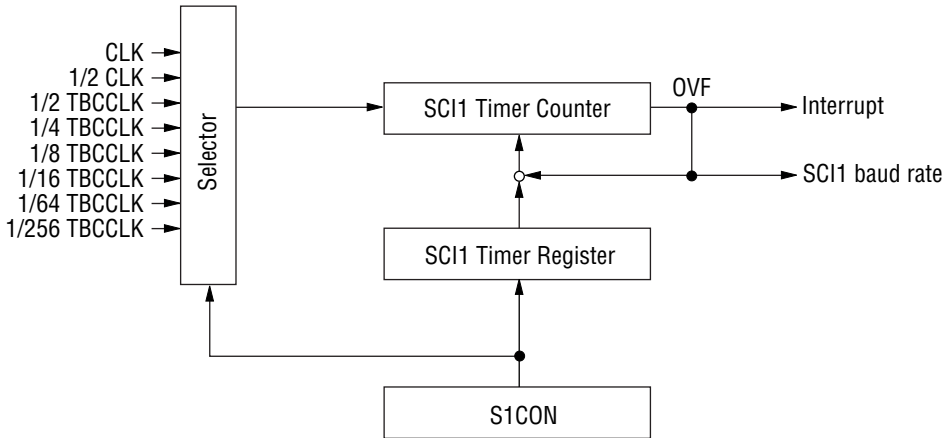 CLK
1/2 CLK
1/2 TBCCLK
1/4 TBCCLK
1/8 TBCCLK
1/16 TBCCLK
1/64 TBCCLK
1/256 TBCCLK
Selector
SCI1 Timer Counter
OVF
Interrupt
SCI1 baud rate
SCI1 Timer Register
S1CON